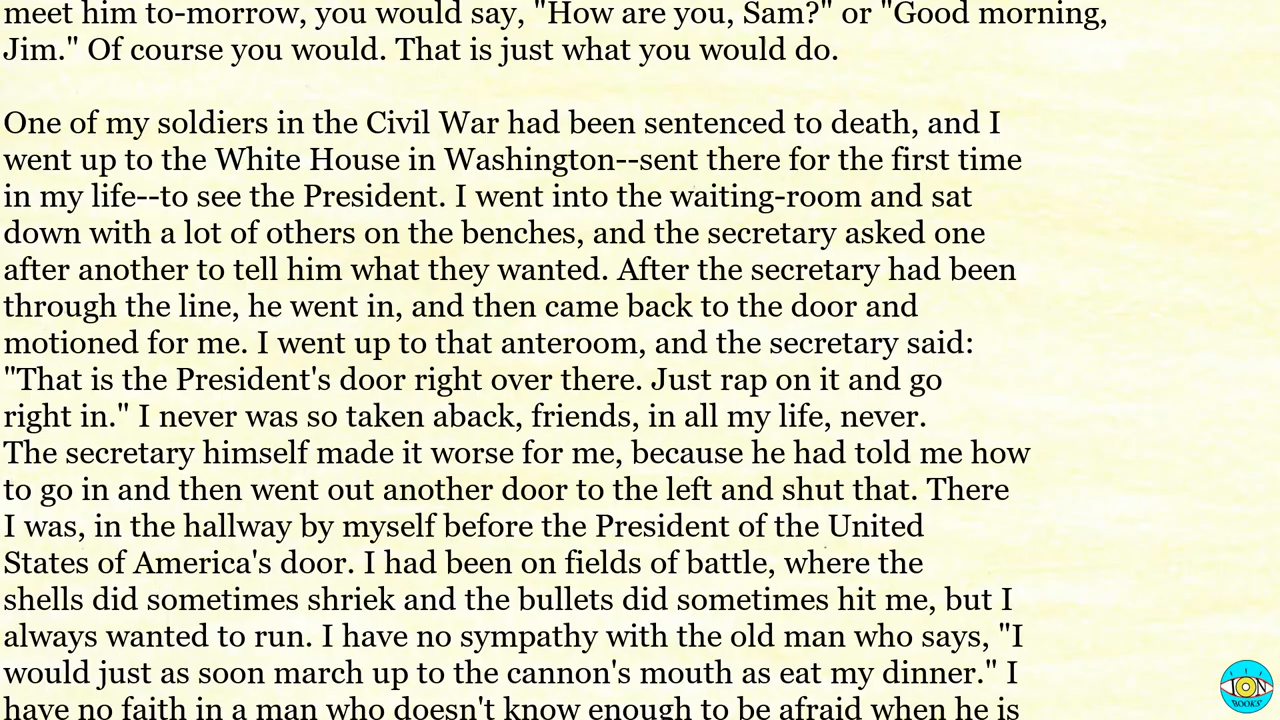 meet him to-morrow, you would say, "How are you, Sam?" or "Good morning,
Jim." Of course you would. That is just what you would do.
One of my soldiers in the Civil War had been sentenced to death, and I
went up to the White House in Washington--sent there for the first time
in my life--to see the President. I went into the waiting-room and sat
down with a lot of others on the benches, and the secretary asked one
after another to tell him what they wanted. After the secretary had been
through the line, he went in, and then came back to the door and
motioned for me. I went up to that anteroom, and the secretary said:
"That is the President's door right over there. Just rap on it and go
right in." I never was so taken aback, friends, in all my life, never.
The secretary himself made it worse for me, because he had told me how
to go in and then went out another door to the left and shut that. There
I was, in the hallway by myself before the President of the United
States of America's door. I had been on fields of battle, where the
shells did sometimes shriek and the bullets did sometimes hit me, but I
always wanted to run. I have no sympathy with the old man who says, "I
would just as soon march up to the cannon's mouth as eat my dinner." I
have no faith in a man who doesn't know enough to be afraid when he is
ION
BOOKS